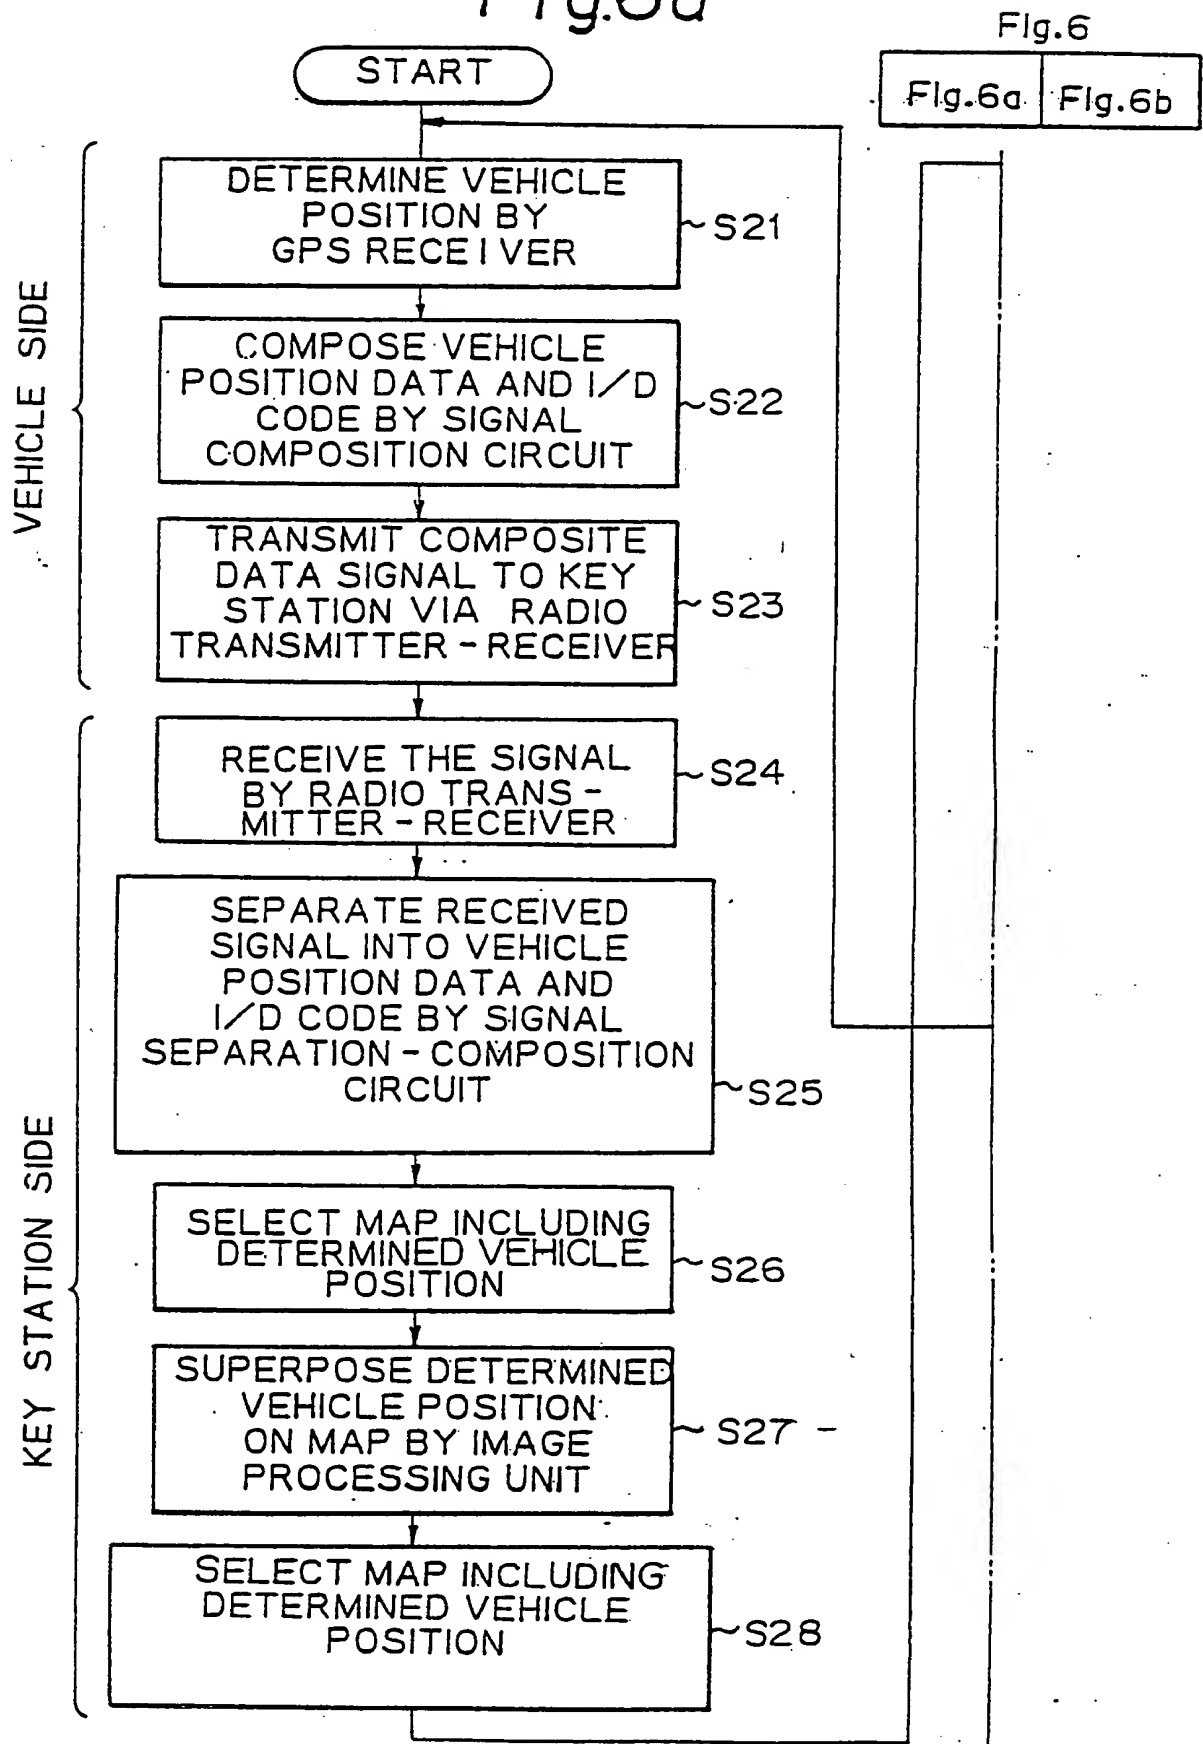 Fig.6a
Fig.6
Fig.6a Fig.6b
START
VEHICLE SIDE
DETERMINE VEHICLE
POSITION BY
GPS RECEIVER
S21
COMPOSE VEHICLE
POSITION DATA AND I/D
CODE BY SIGNAL
COMPOSITION CIRCUIT
S22
TRANSMIT COMPOSITE
DATA SIGNAL TO KEY
STATION VIA RADIO
TRANSMITTER-RECEIVER
S23
KEY STATION SIDE
RECEIVE THE SIGNAL
BY RADIO TRANS-
MITTER-RECEIVER
S24
SEPARATE RECEIVED
SIGNAL INTO VEHICLE
POSITION DATA AND
I/D CODE BY SIGNAL
SEPARATION-COMPOSITION
CIRCUIT
S25
SELECT MAP INCLUDING
DETERMINED VEHICLE
POSITION
S26
SUPERPOSE DETERMINED
VEHICLE POSITION
ON MAP BY IMAGE
PROCESSING UNIT
S27
SELECT MAP INCLUDING
DETERMINED VEHICLE
POSITION
S28